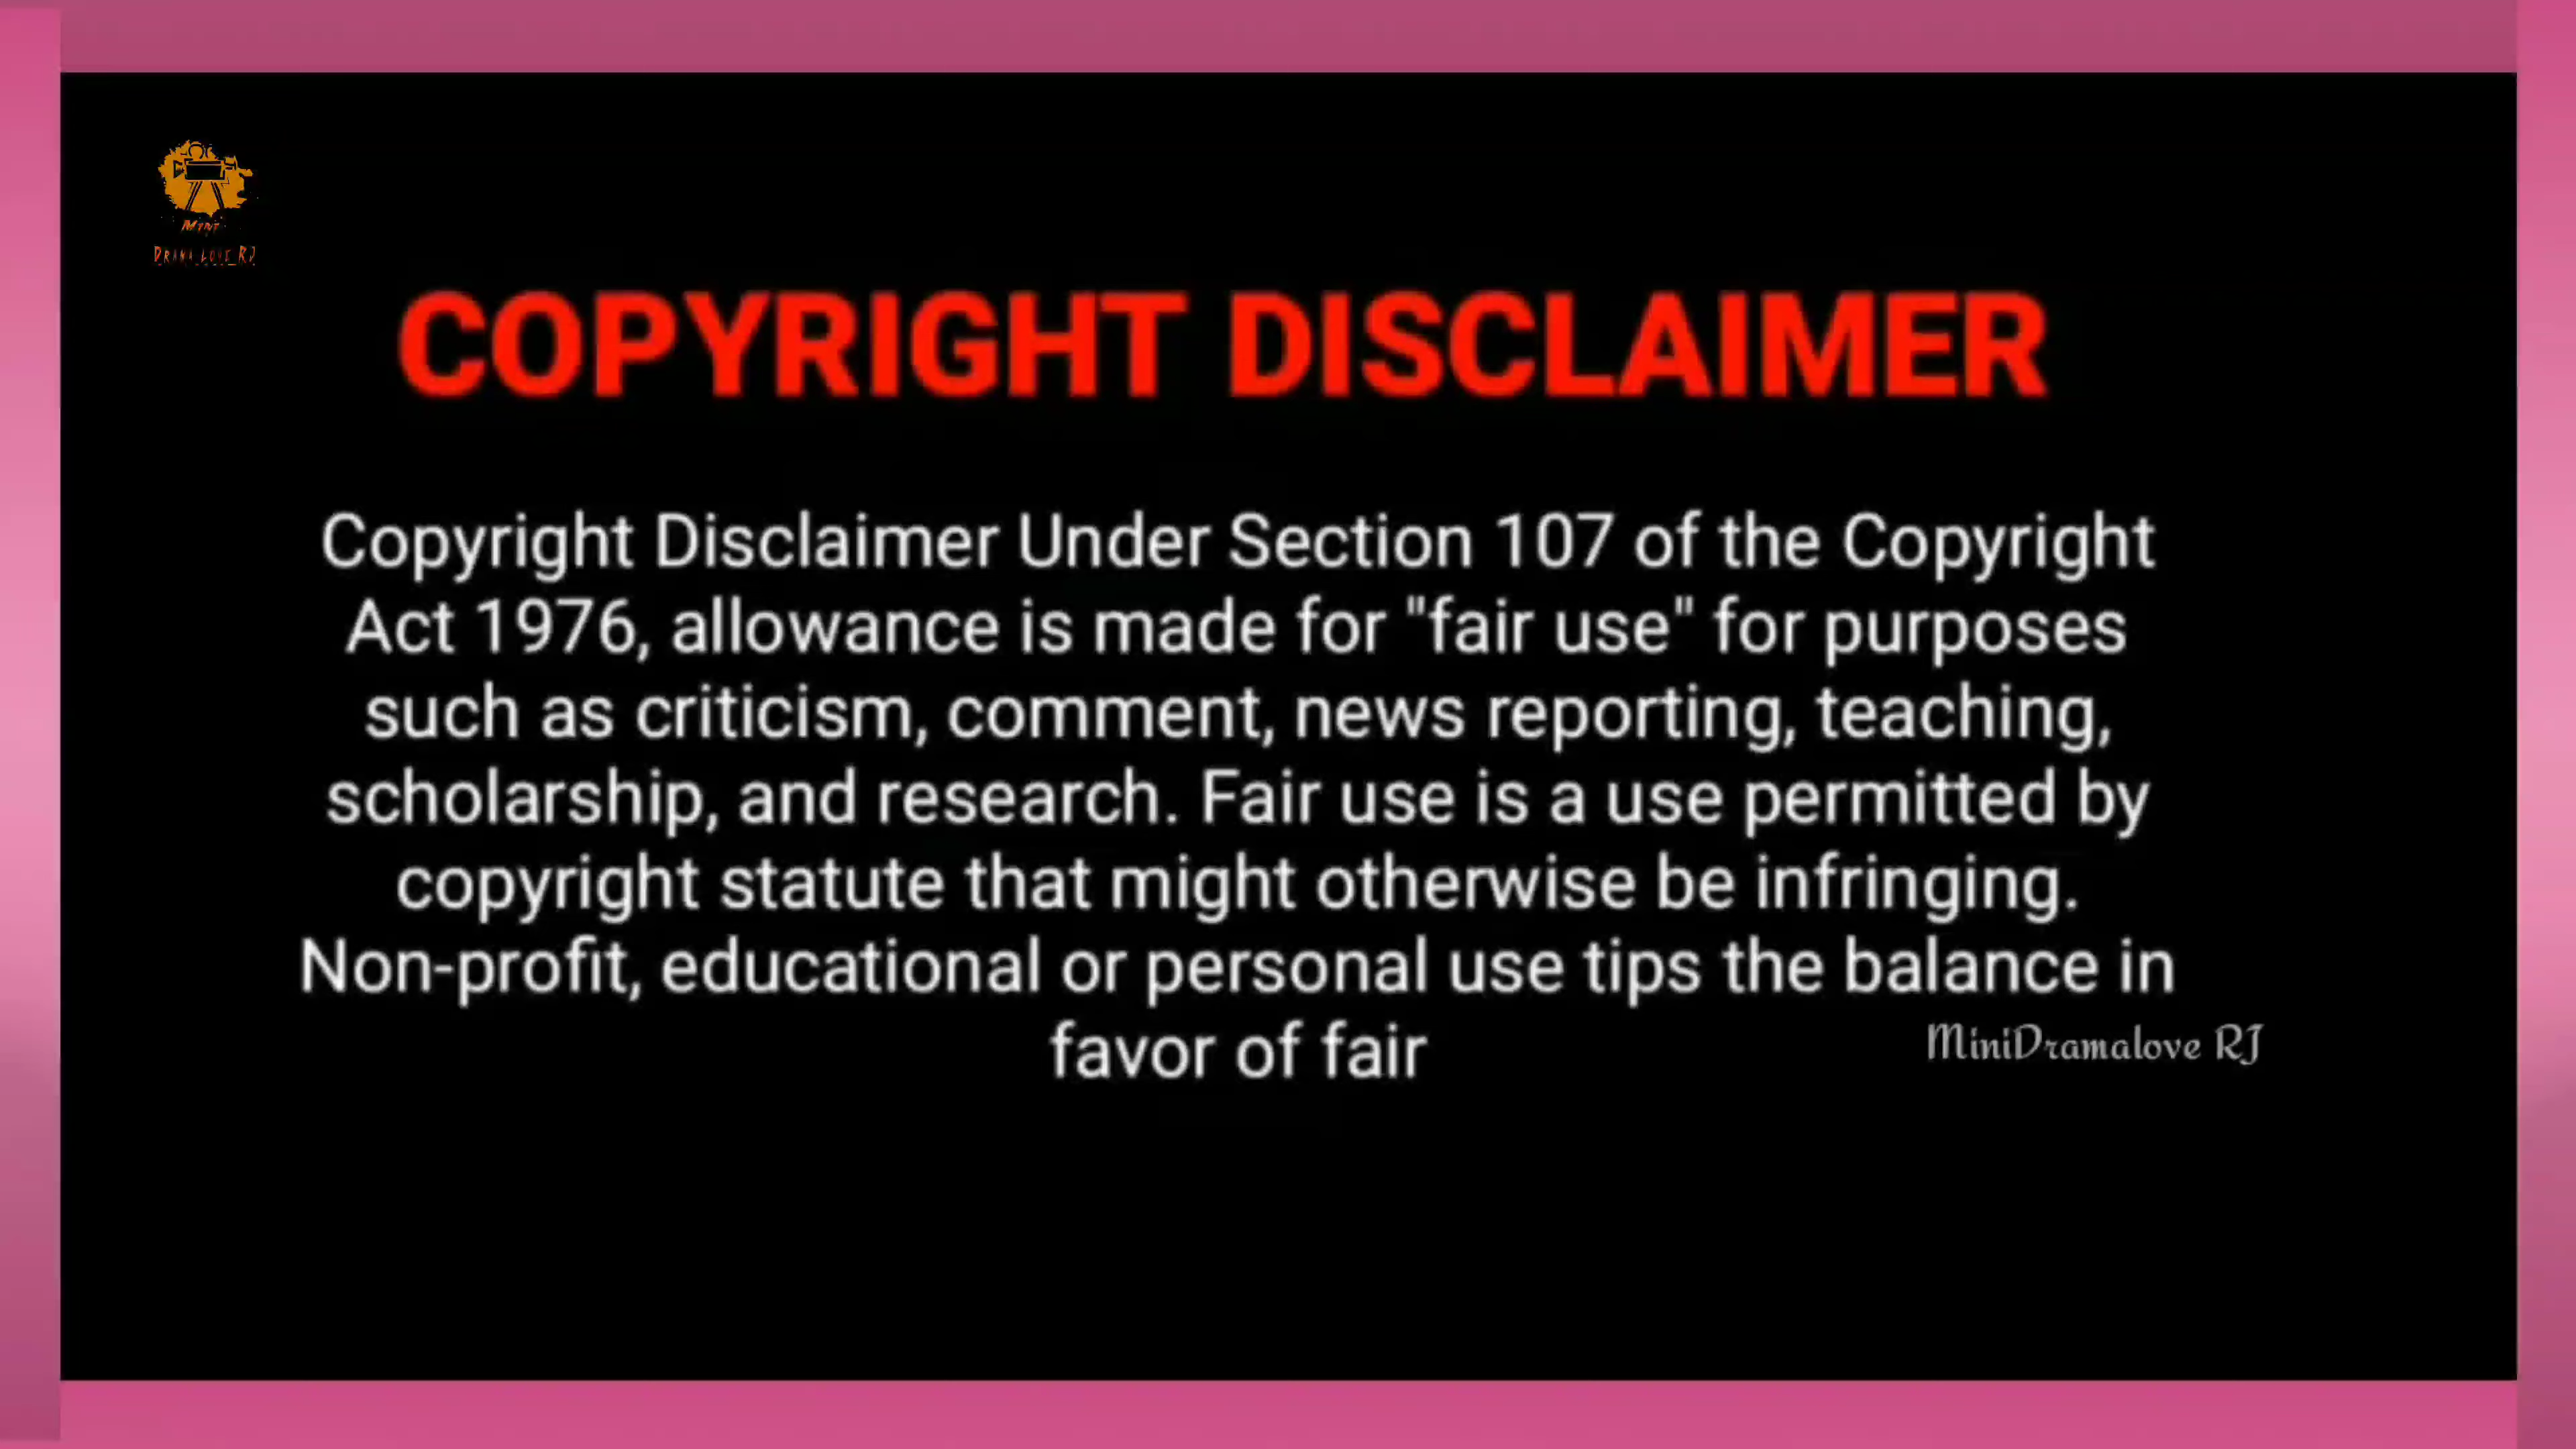 Mini
Drama_Love_RJ
COPYRIGHT DISCLAIMER
Copyright Disclaimer Under Section 107 of the Copyright
Act 1976, allowance is made for "fair use" for purposes
such as criticism, comment, news reporting, teaching,
scholarship, and research. Fair use is a use permitted by
copyright statute that might otherwise be infringing.
Non-profit, educational or personal use tips the balance in
favor of fair
MiniDramalove RJ